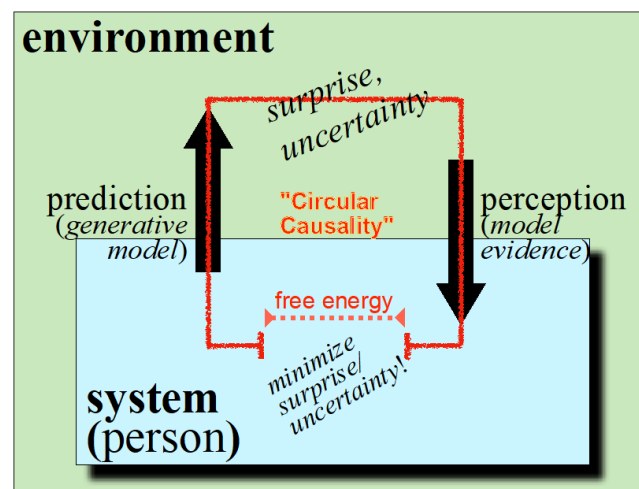 environment
surprise,
uncertainty
prediction
(generative
model)
"Circular
Causality"
perception
(model
evidence)
free energy
minimize
surprise/
uncertainty!
system
(person)